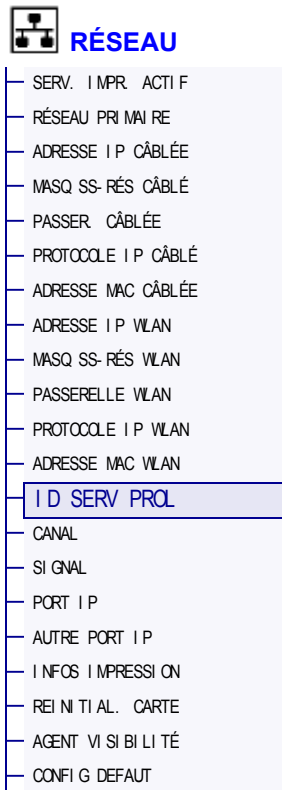 RÉSEAU
SERV. IMPR. ACTIF
RÉSEAU PRIMAIRE
ADRESSE IP CÂBLÉE
MASQ SS-RÉS CÂBLÉ
PASSER. CÂBLÉE
PROTOCOLE IP CÂBLÉ
ADRESSE MAC CÂBLÉE
ADRESSE IP WLAN
MASQ SS-RÉS WLAN
PASSERELLE WLAN
PROTOCOLE IP WLAN
ADRESSE MAC WLAN
ID SERV PROL
CANAL
SIGNAL
PORT IP
AUTRE PORT IP
INFOS IMPRESSION
REINITIAL. CARTE
AGENT VISIBILITÉ
CONFIG DEFAUT